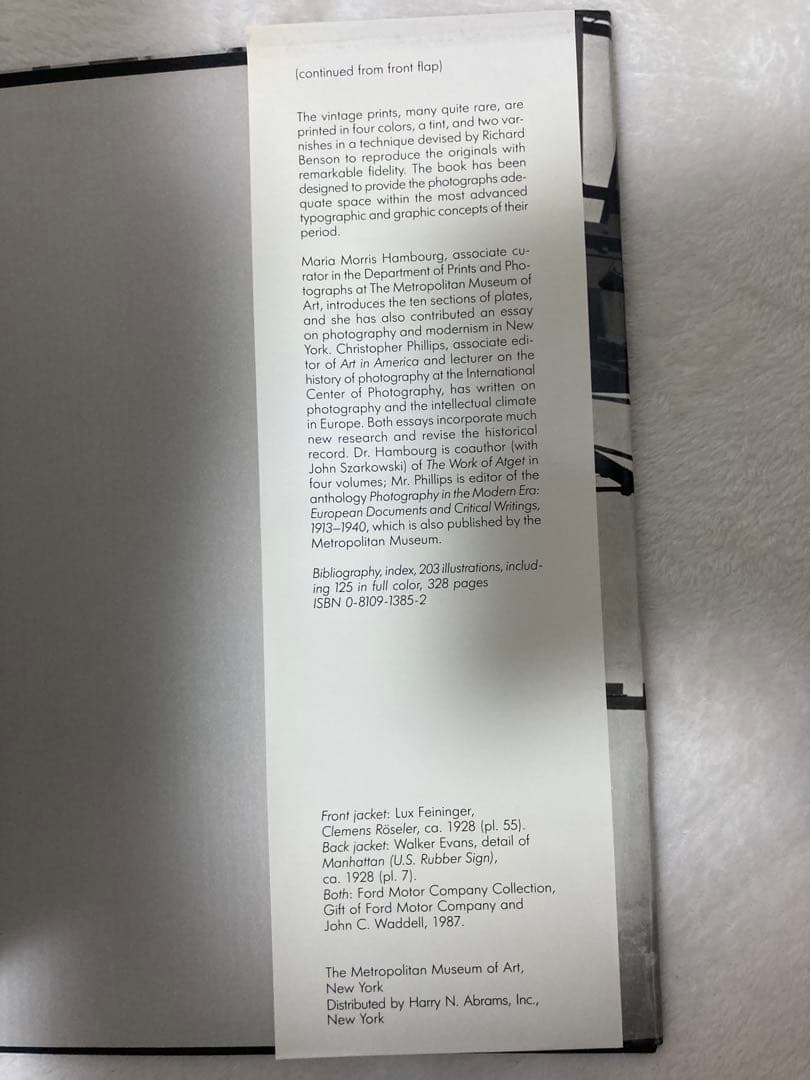 (continued from front flap)
The vintage prints, many quite rare, are
printed in four colors, a tint, and two var-
nishes in a technique devised by Richard
Benson to reproduce the originals with
remarkable fidelity. The book has been
designed to provide the photographs ade-
quate space within the most advanced
typographic and graphic concepts of their
period.
Maria Morris Hambourg, associate cu-
rator in the Department of Prints and Pho-
tographs at The Metropolitan Museum of
Art, introduces the ten sections of plates,
and she has also contributed an essay
on photography and modernism in New
York. Christopher Phillips, associate edi-
tor of Art in America and lecturer on the
history of photography at the International
Center of Photography, has written on
photography and the intellectual climate
in Europe. Both essays incorporate much
new research and revise the historical
record. Dr. Hambourg is coauthor (with
John Szarkowski) of The Work of Atget in
four volumes; Mr. Phillips is editor of the
anthology Photography in the Modern Era:
European Documents and Critical Writings,
1913–1940, which is also published by the
Metropolitan Museum.
Bibliography, index, 203 illustrations, includ-
ing 125 in full color, 328 pages
ISBN 0-8109-1385-2
Front jacket: Lux Feininger,
Clemens Röseler, ca. 1928 (pl. 55).
Back jacket: Walker Evans, detail of
Manhattan (U.S. Rubber Sign),
ca. 1928 (pl. 7).
Both: Ford Motor Company Collection,
Gift of Ford Motor Company and
John C. Waddell, 1987.
The Metropolitan Museum of Art,
New York
Distributed by Harry N. Abrams, Inc.,
New York